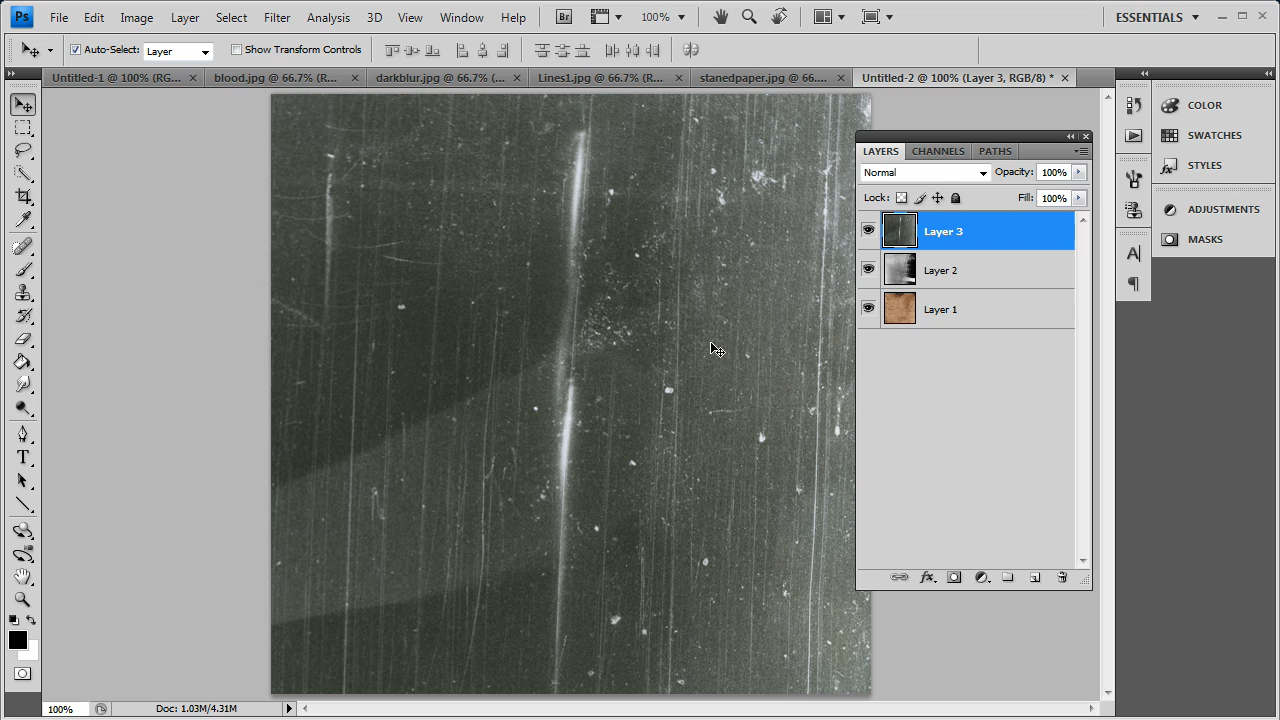 Ps File Edit Image Layer Select Filter Analysis 3D View Window Help Br 100% ESSENTIALS
Auto-Select: Layer Show Transform Controls
Untitled-1 @ 100% (RG... × blood.jpg @ 66.7% (R... × darkblur.jpg @ 66.7% (... × Lines1.jpg @ 66.7% (R... × stanespaper.jpg @ 66.... × Untitled-2 @ 100% (Layer 3, RGB/8) * ×
LAYERS CHANNELS PATHS
Normal Opacity: 100%
Lock: Fill: 100%
Layer 3
Layer 2
Layer 1
fx
COLOR
SWATCHES
STYLES
ADJUSTMENTS
MASKS
A
T
100% Doc: 1.03M/4.31M